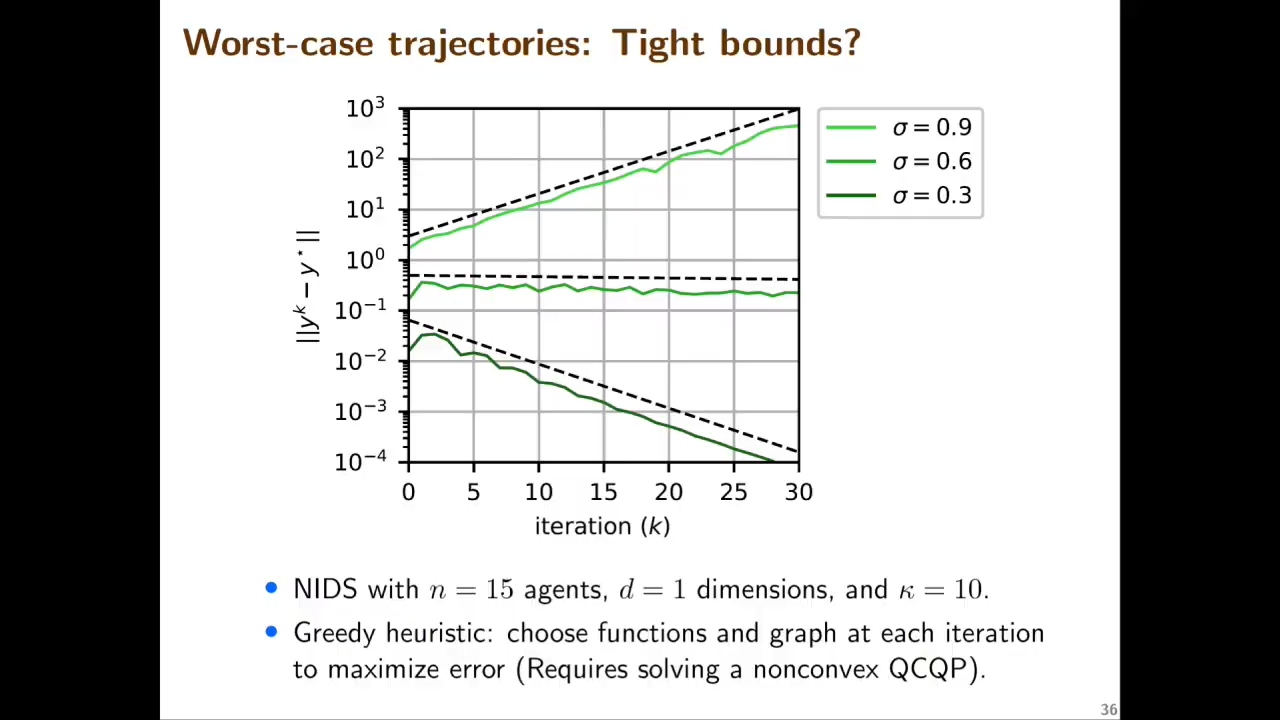 Worst-case trajectories: Tight bounds?
10³
10²
10¹
10⁰
10⁻¹
10⁻²
10⁻³
10⁻⁴
||yᵏ − y*||
0 5 10 15 20 25 30
iteration (k)
σ = 0.9
σ = 0.6
σ = 0.3
• NIDS with n = 15 agents, d = 1 dimensions, and κ = 10.
• Greedy heuristic: choose functions and graph at each iteration
to maximize error (Requires solving a nonconvex QCQP).
36